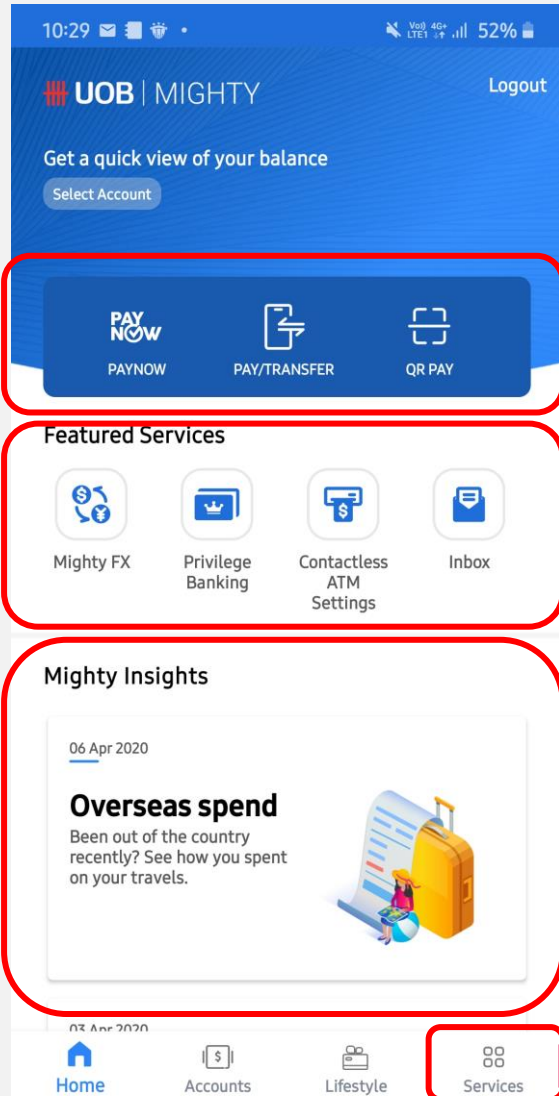 10:29 Vo)) 4G+ LTE1 52%
UOB | MIGHTY Logout
Get a quick view of your balance
Select Account
PAY
NOW
PAYNOW PAY/TRANSFER QR PAY
Featured Services
Mighty FX Privilege Contactless Inbox
Banking ATM
Settings
Mighty Insights
06 Apr 2020
Overseas spend
Been out of the country
recently? See how you spent
on your travels.
03 Apr 2020
Home Accounts Lifestyle Services